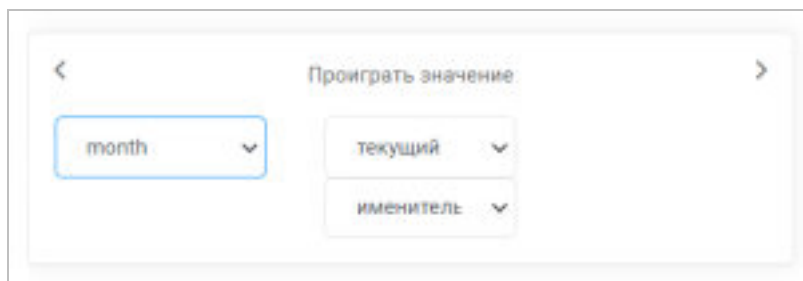 Проиграть значение
month
текущий
именитель